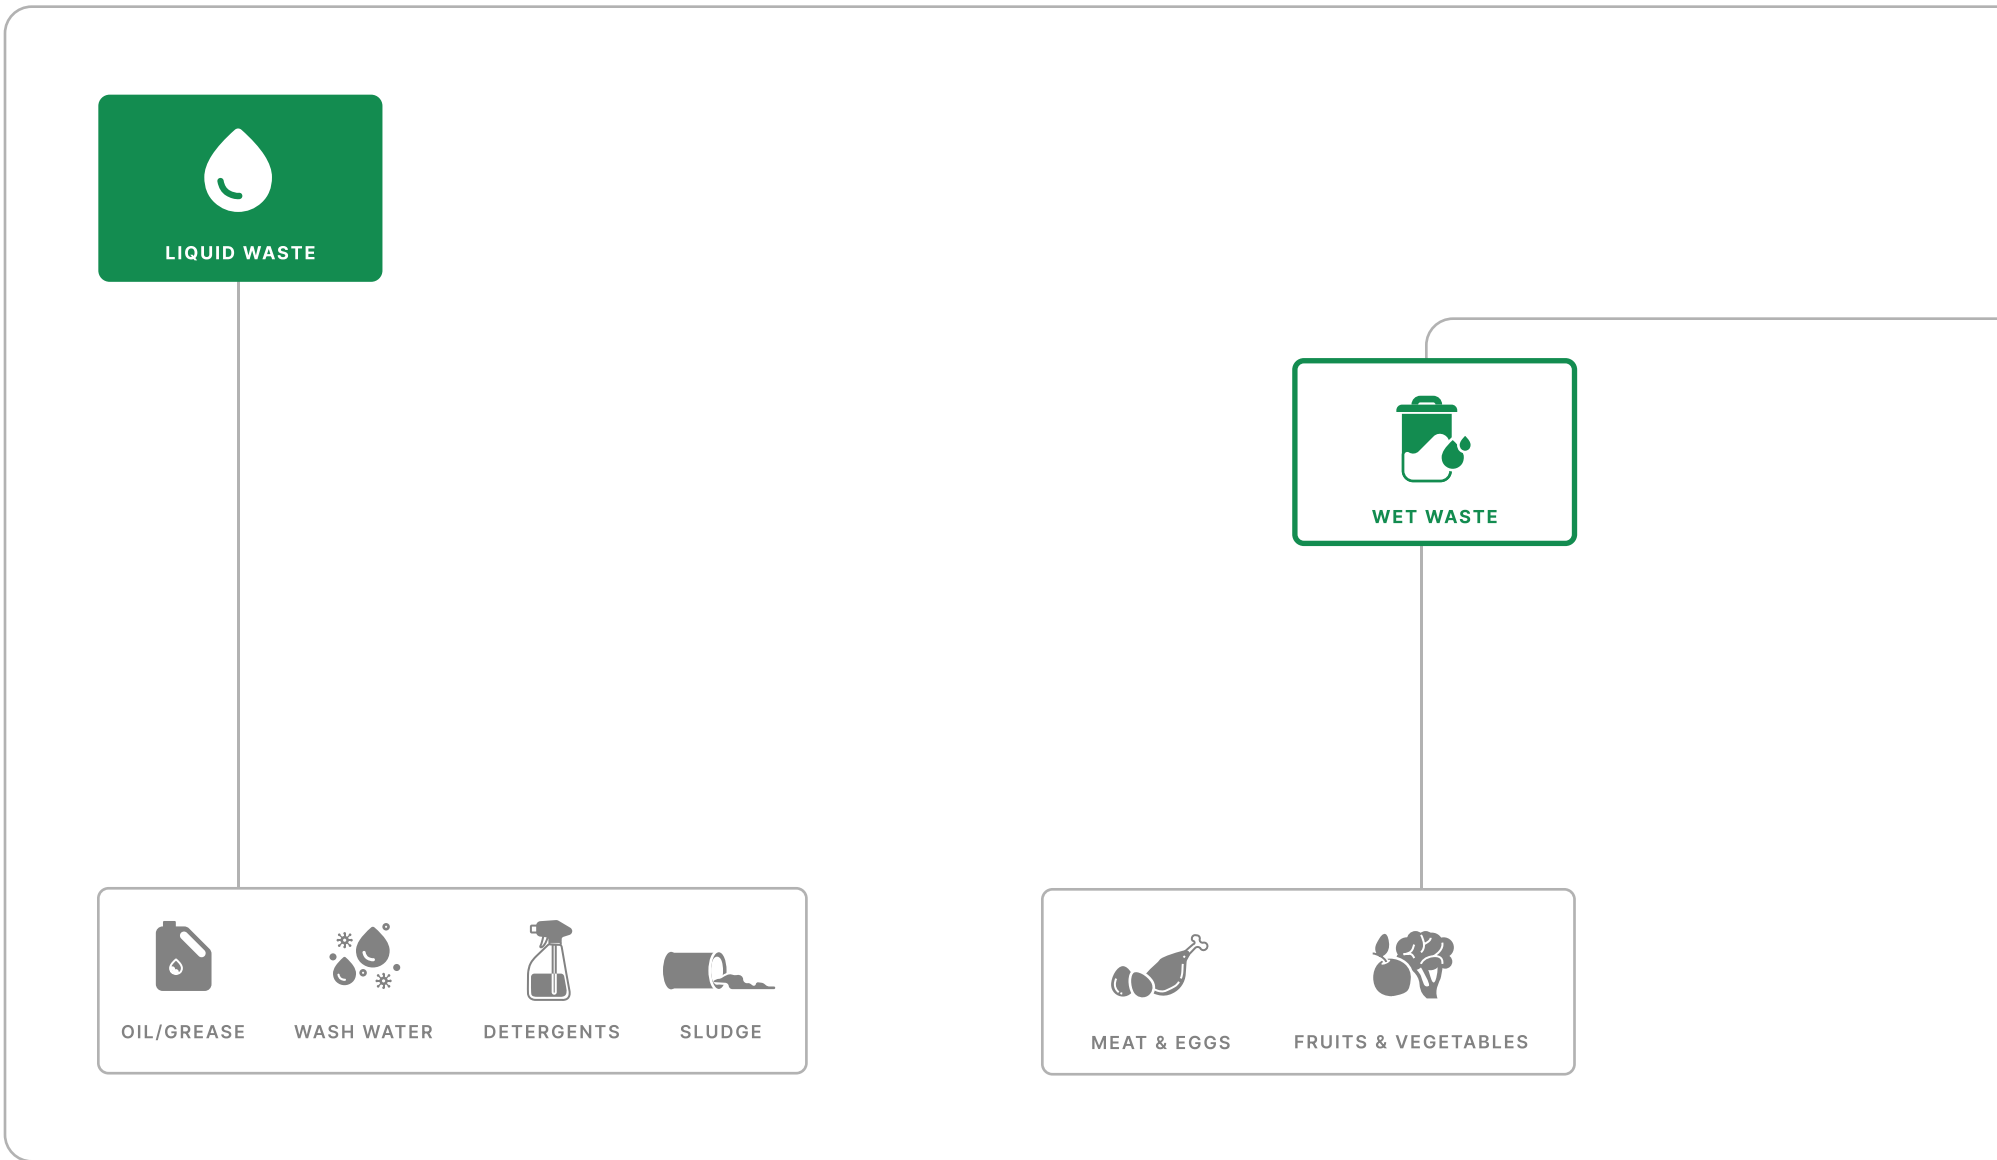 LIQUID WASTE
WET WASTE
OIL/GREASE
WASH WATER
DETERGENTS
SLUDGE
MEAT & EGGS
FRUITS & VEGETABLES